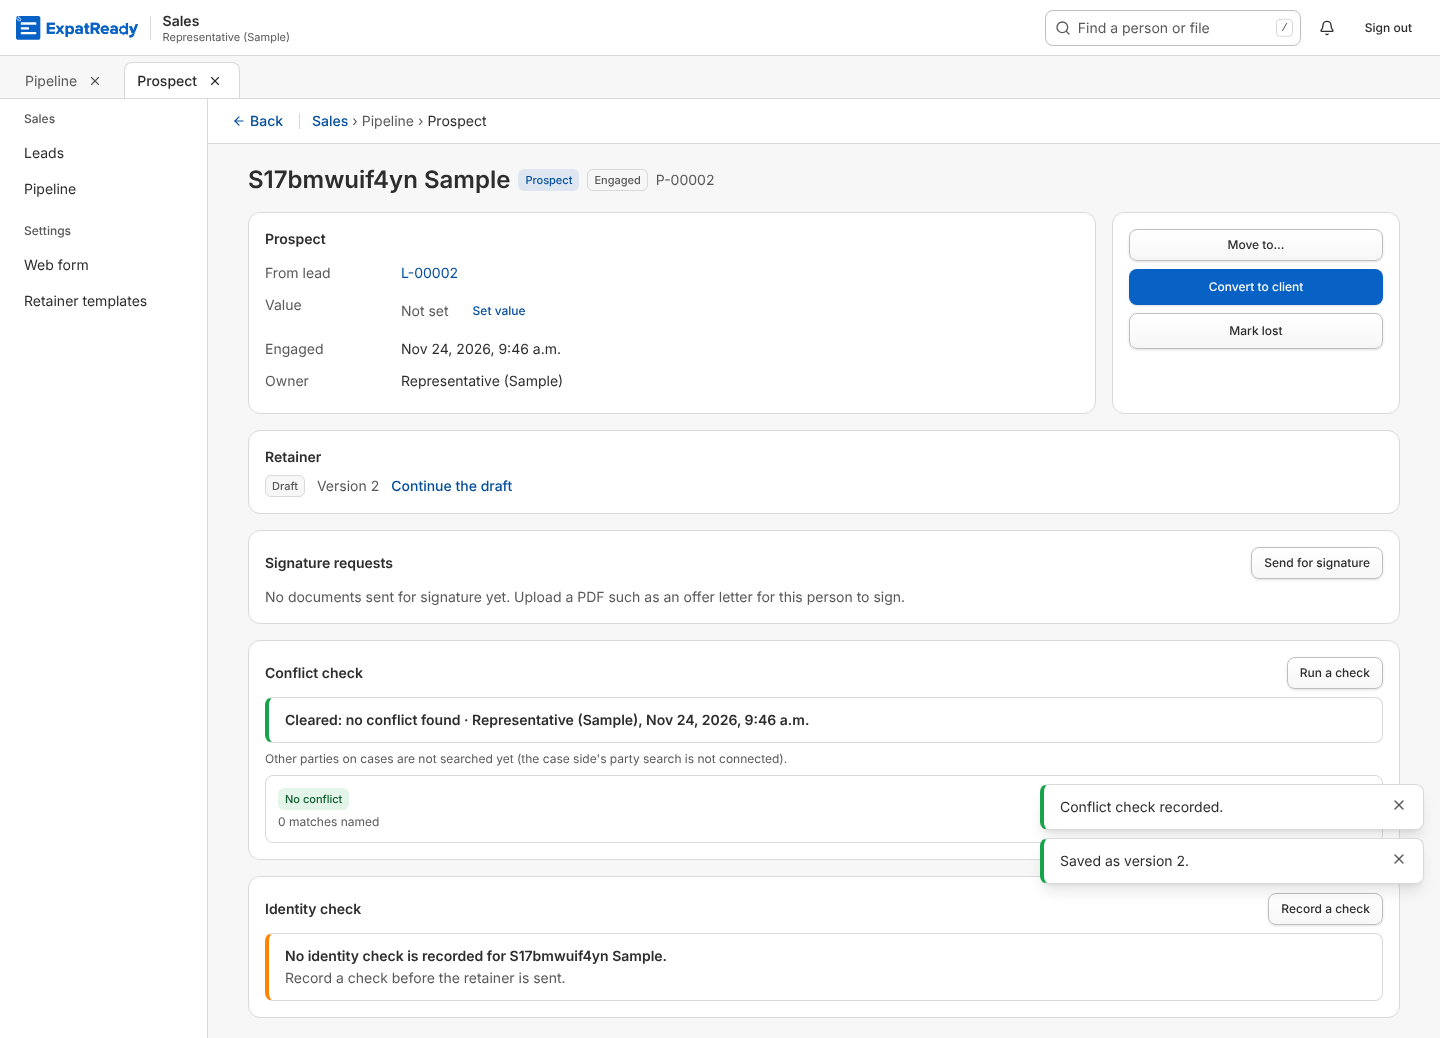 ExpatReady
Sales
Representative (Sample)
Find a person or file
/
Sign out
Pipeline
Prospect
Sales
Leads
Pipeline
Settings
Web form
Retainer templates
Back
Sales › Pipeline › Prospect
S17bmwuif4yn Sample
Prospect
Engaged
P-00002
Prospect
From lead L-00002
Value Not set Set value
Engaged Nov 24, 2026, 9:46 a.m.
Owner Representative (Sample)
Move to...
Convert to client
Mark lost
Retainer
Draft Version 2 Continue the draft
Signature requests
Send for signature
No documents sent for signature yet. Upload a PDF such as an offer letter for this person to sign.
Conflict check
Run a check
Cleared: no conflict found · Representative (Sample), Nov 24, 2026, 9:46 a.m.
Other parties on cases are not searched yet (the case side's party search is not connected).
No conflict
0 matches named
Conflict check recorded.
Saved as version 2.
Identity check
Record a check
No identity check is recorded for S17bmwuif4yn Sample.
Record a check before the retainer is sent.